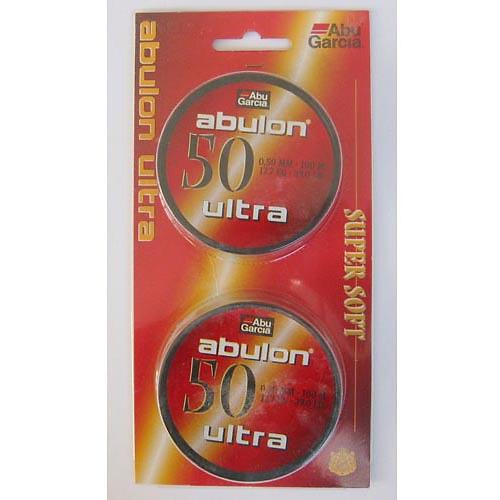 Abu
Garcia
abulon ultra
Abu
Garcia
abulon®
50
0,50 MM - 100 M
ultra
SUPER SOFT
Abu
Garcia
abulon®
50
ultra